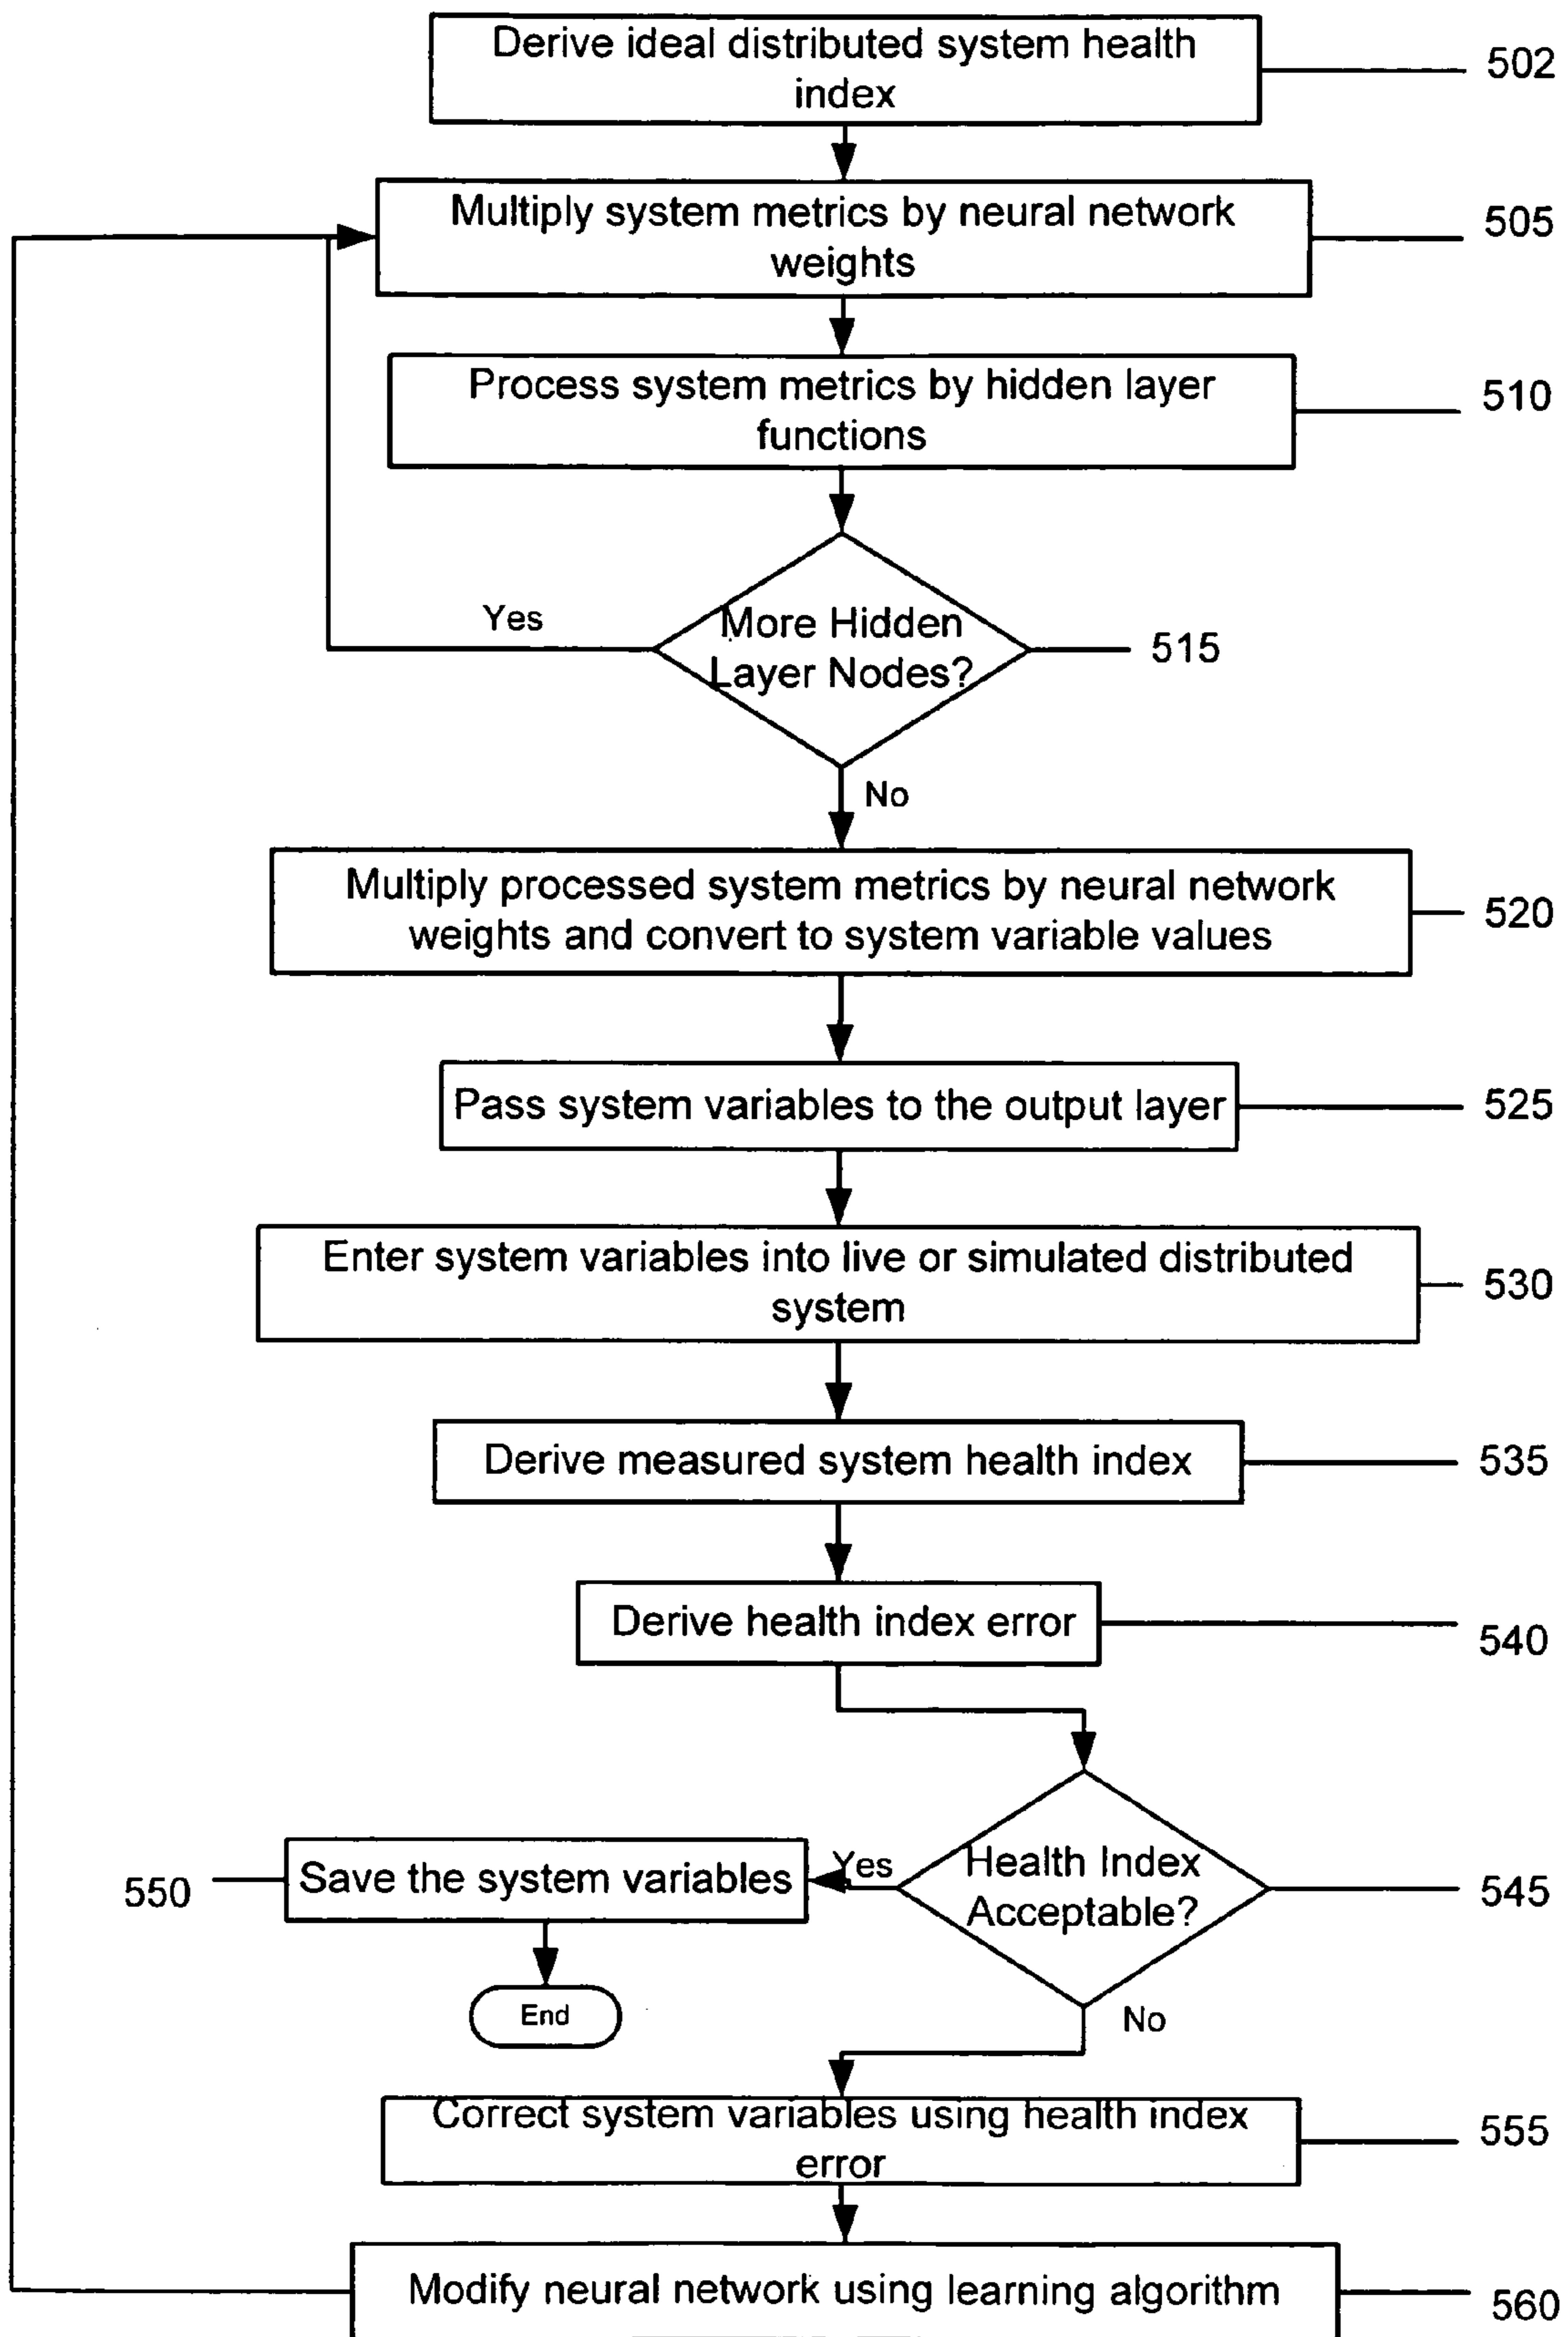 Derive ideal distributed system health
index
502
Multiply system metrics by neural network
weights
505
Process system metrics by hidden layer
functions
510
More Hidden
Layer Nodes?
Yes
515
No
Multiply processed system metrics by neural network
weights and convert to system variable values
520
Pass system variables to the output layer
525
Enter system variables into live or simulated distributed
system
530
Derive measured system health index
535
Derive health index error
540
Health Index
Acceptable?
545
Yes
Save the system variables
550
End
No
Correct system variables using health index
error
555
Modify neural network using learning algorithm
560